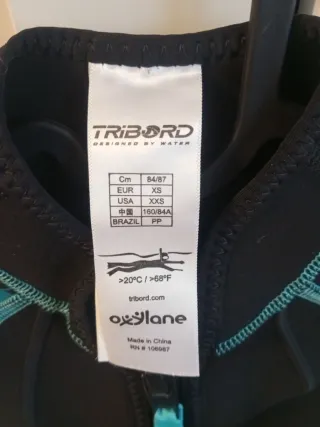 TRIBORD
DESIGNED BY WATER
Cm 84/87
EUR XS
USA XXS
中国 160/84A
BRAZIL PP
>20°C / >68°F
tribord.com
oxylane
Made in China
RN # 108987